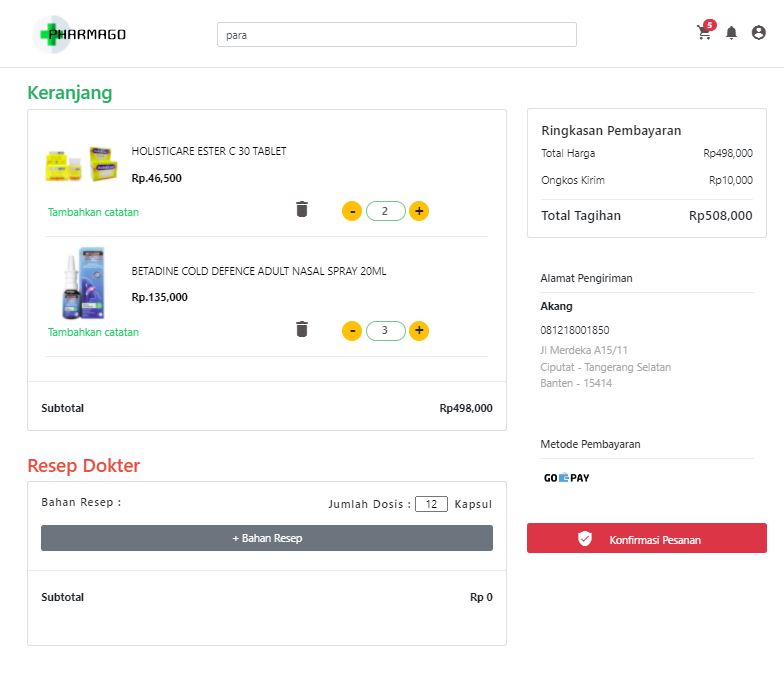 PHARMAGO
para
5
Keranjang
HOLISTICARE ESTER C 30 TABLET
Rp.46,500
Tambahkan catatan
- 2 +
BETADINE COLD DEFENCE ADULT NASAL SPRAY 20ML
Rp.135,000
Tambahkan catatan
- 3 +
Subtotal Rp498,000
Resep Dokter
Bahan Resep : Jumlah Dosis : 12 Kapsul
+ Bahan Resep
Subtotal Rp 0
Ringkasan Pembayaran
Total Harga Rp498,000
Ongkos Kirim Rp10,000
Total Tagihan Rp508,000
Alamat Pengiriman
Akang
081218001850
Jl Merdeka A15/11
Ciputat - Tangerang Selatan
Banten - 15414
Metode Pembayaran
GO PAY
Konfirmasi Pesanan